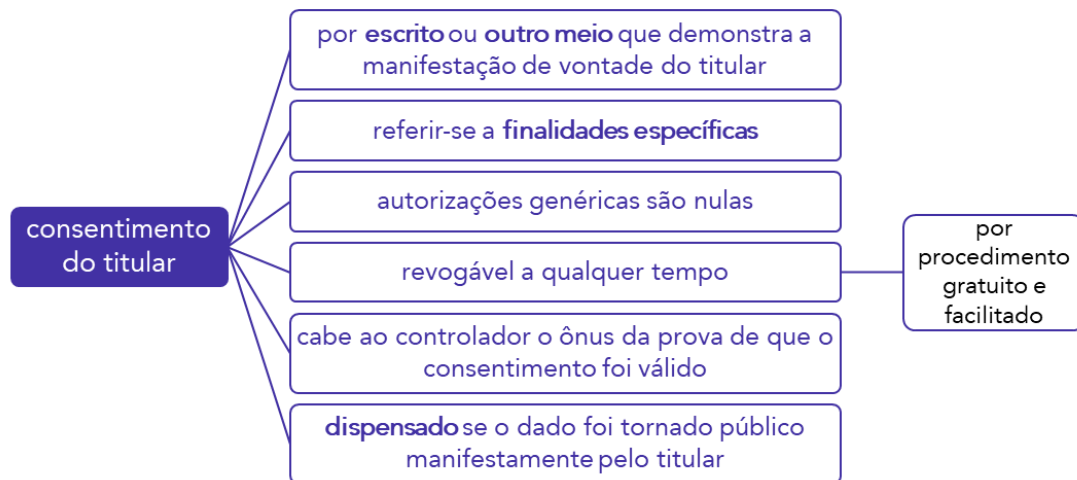 por escrito ou outro meio que demonstra a
manifestação de vontade do titular
referir-se a finalidades específicas
autorizações genéricas são nulas
consentimento
do titular
revogável a qualquer tempo
por
procedimento
gratuito e
facilitado
cabe ao controlador o ônus da prova de que o
consentimento foi válido
dispensado se o dado foi tornado público
manifestamente pelo titular